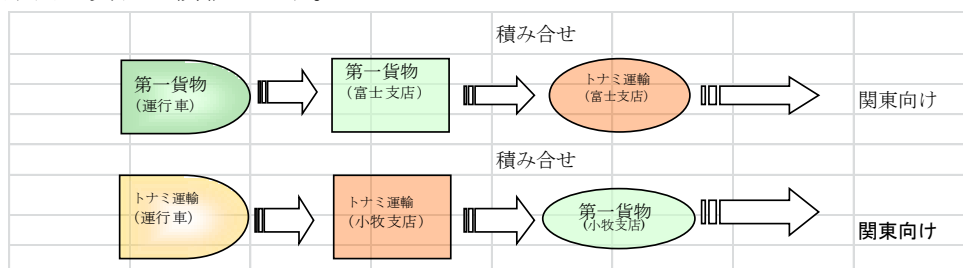 積み合せ
第一貨物
(運行車)
第一貨物
(富士支店)
トナミ運輸
(富士支店)
関東向け
積み合せ
トナミ運輸
(運行車)
トナミ運輸
(小牧支店)
第一貨物
(小牧支店)
関東向け